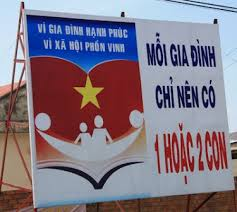 VÌ GIA ĐÌNH HẠNH PHÚC
VÌ XÃ HỘI PHỒN VINH
MỖI GIA ĐÌNH
CHỈ NÊN CÓ
1 HOẶC 2 CON